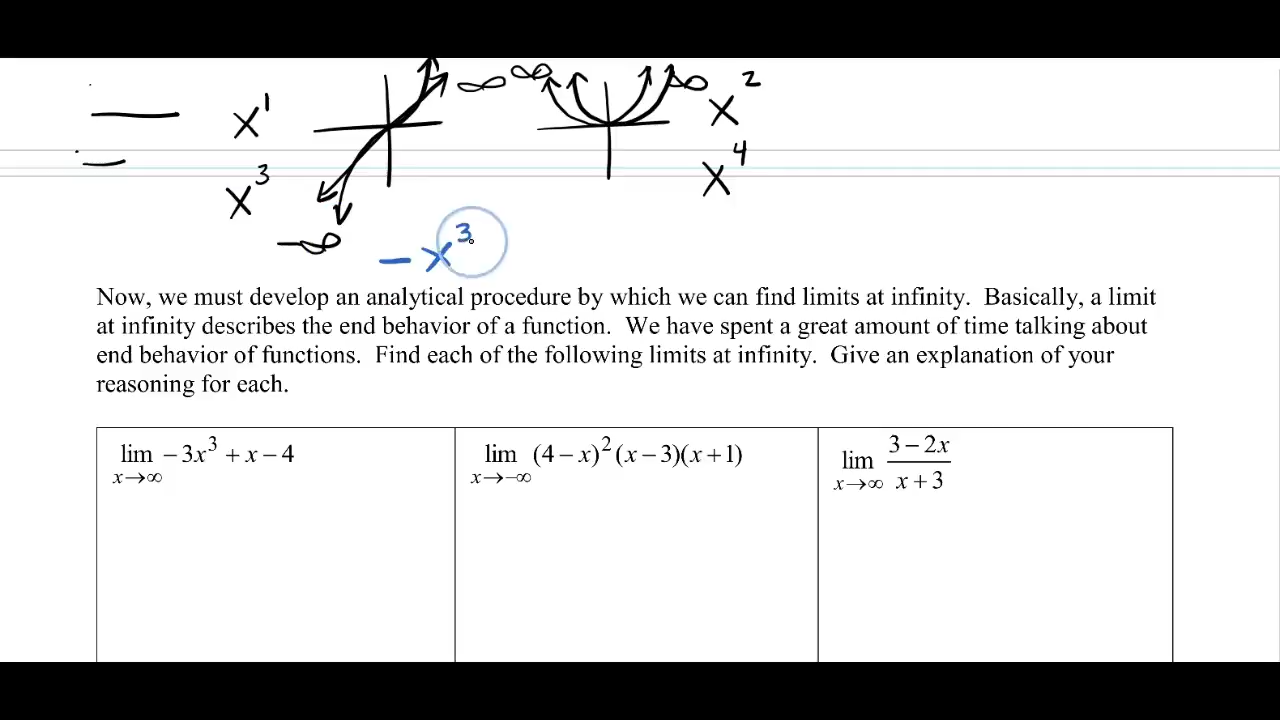 x¹ ∞ ∞ ∞ x²
x³ x⁴
-∞
- x³
Now, we must develop an analytical procedure by which we can find limits at infinity. Basically, a limit
at infinity describes the end behavior of a function. We have spent a great amount of time talking about
end behavior of functions. Find each of the following limits at infinity. Give an explanation of your
reasoning for each.
lim x→∞ −3x³ + x − 4
lim x→−∞ (4 − x)²(x − 3)(x + 1)
lim x→∞ (3 − 2x)/(x + 3)